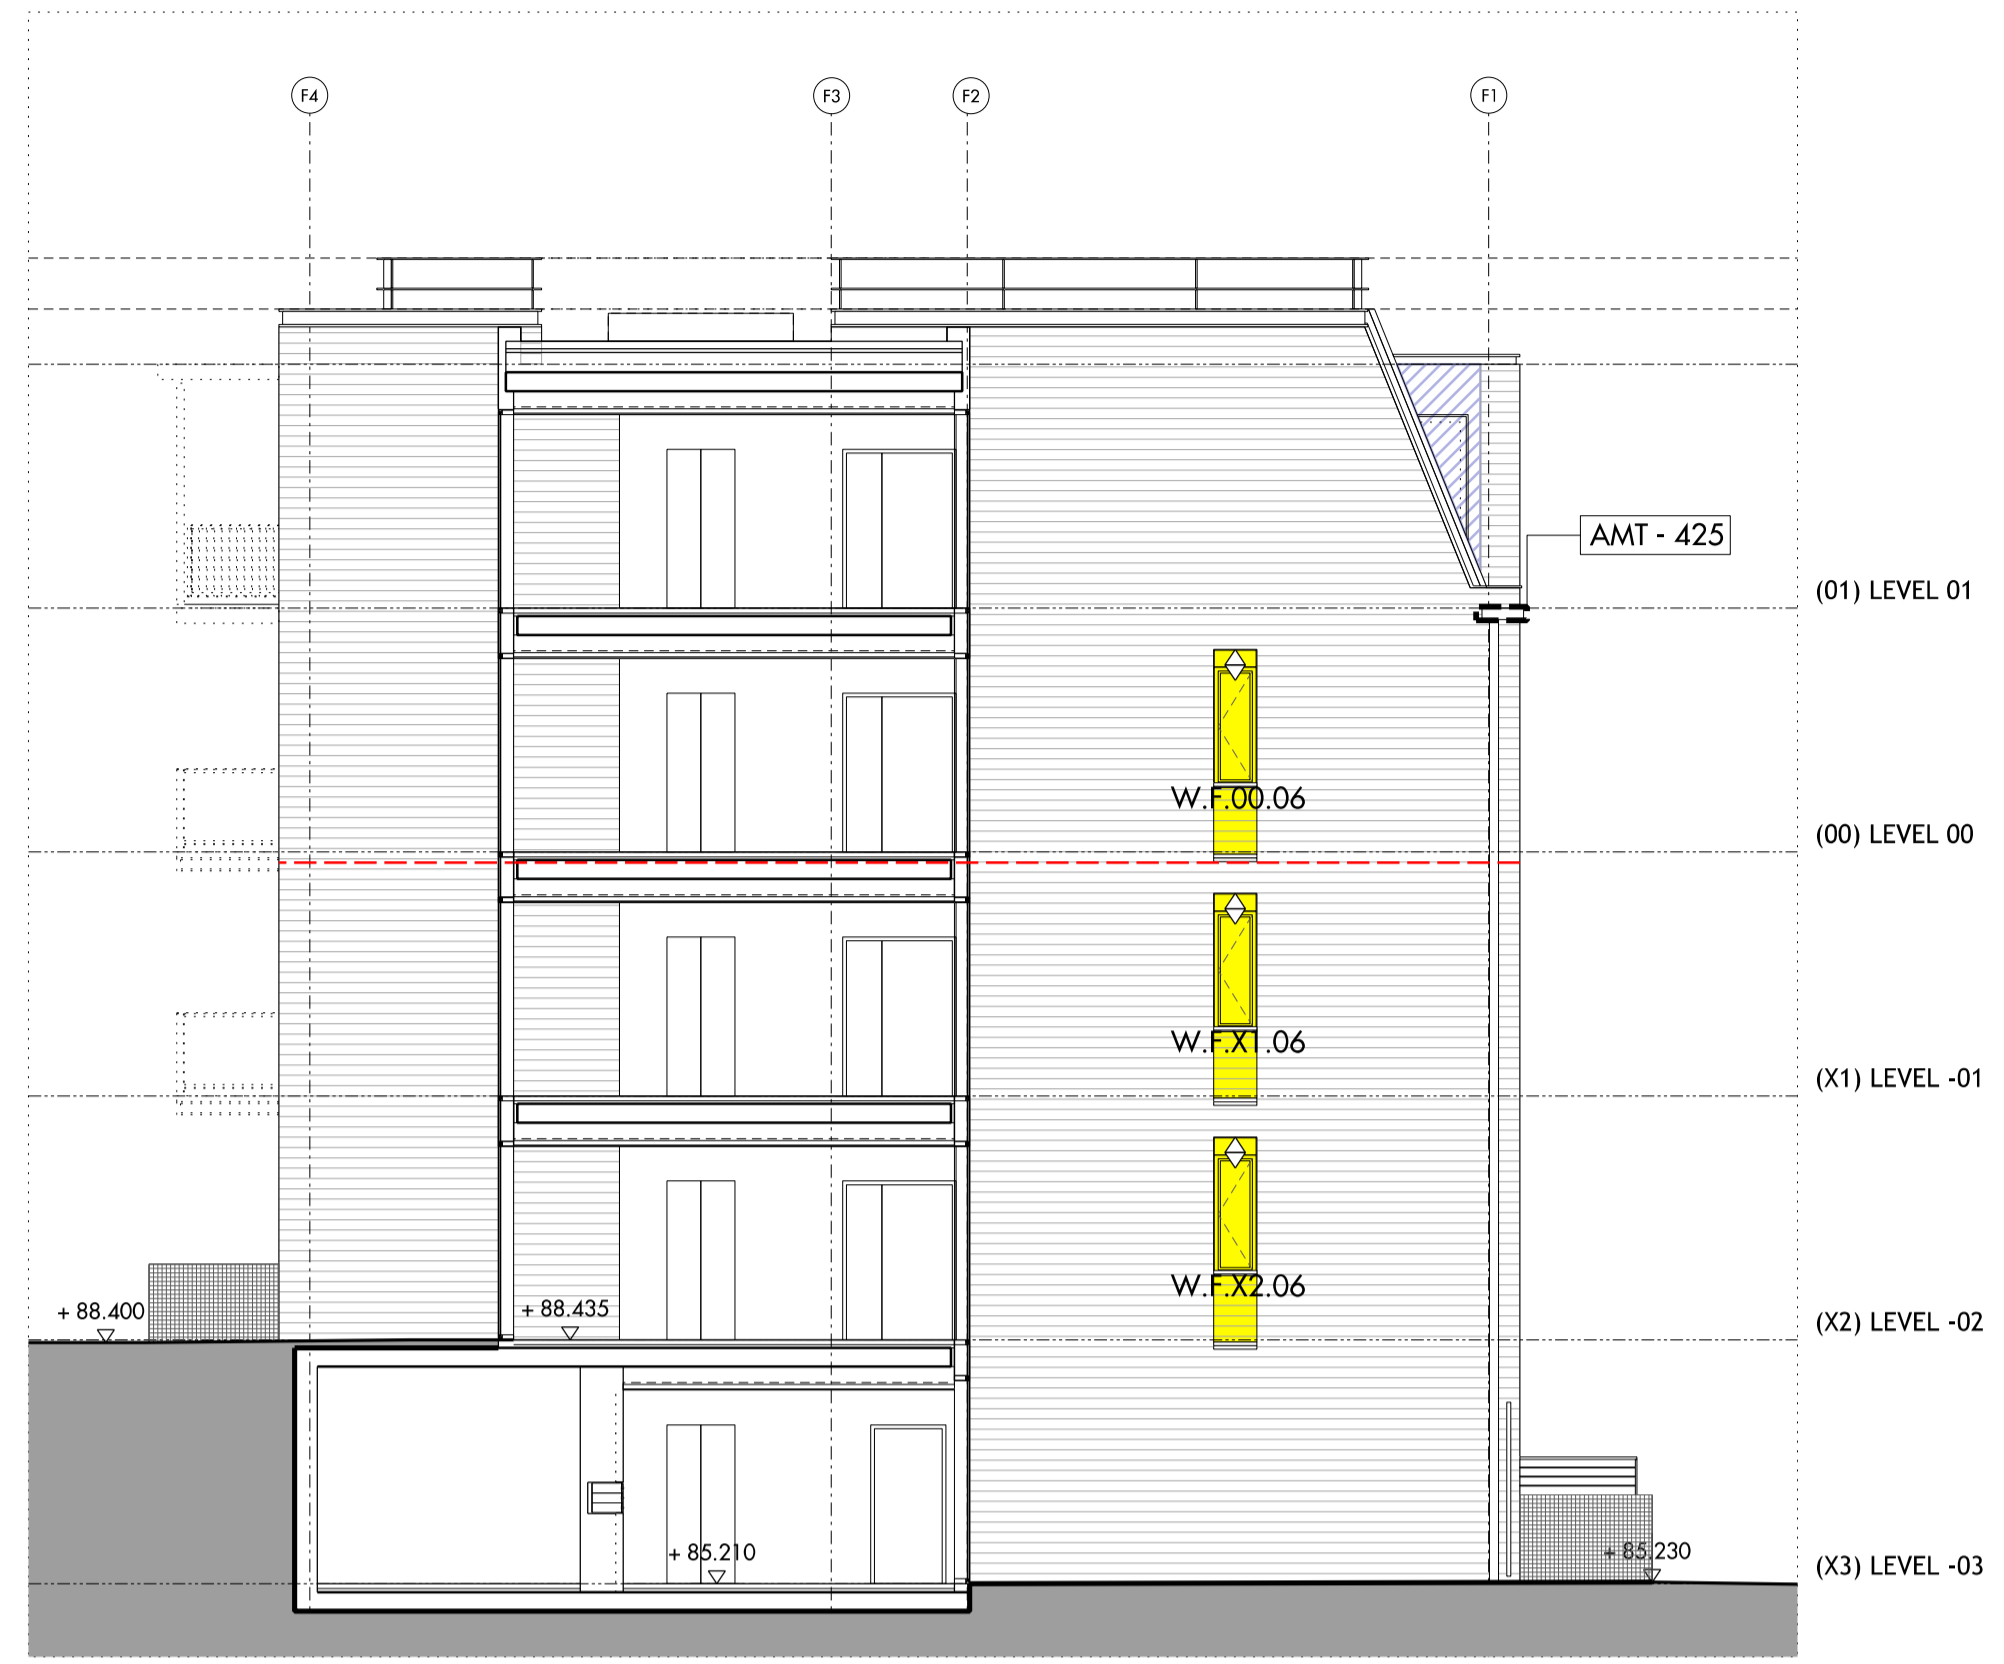 F4
F3
F2
F1
AMT - 425
(01) LEVEL 01
W.F.00.06
(00) LEVEL 00
W.F.X1.06
(X1) LEVEL -01
W.F.X2.06
+ 88.400
+ 88.435
(X2) LEVEL -02
+ 85.210
+ 85.230
(X3) LEVEL -03